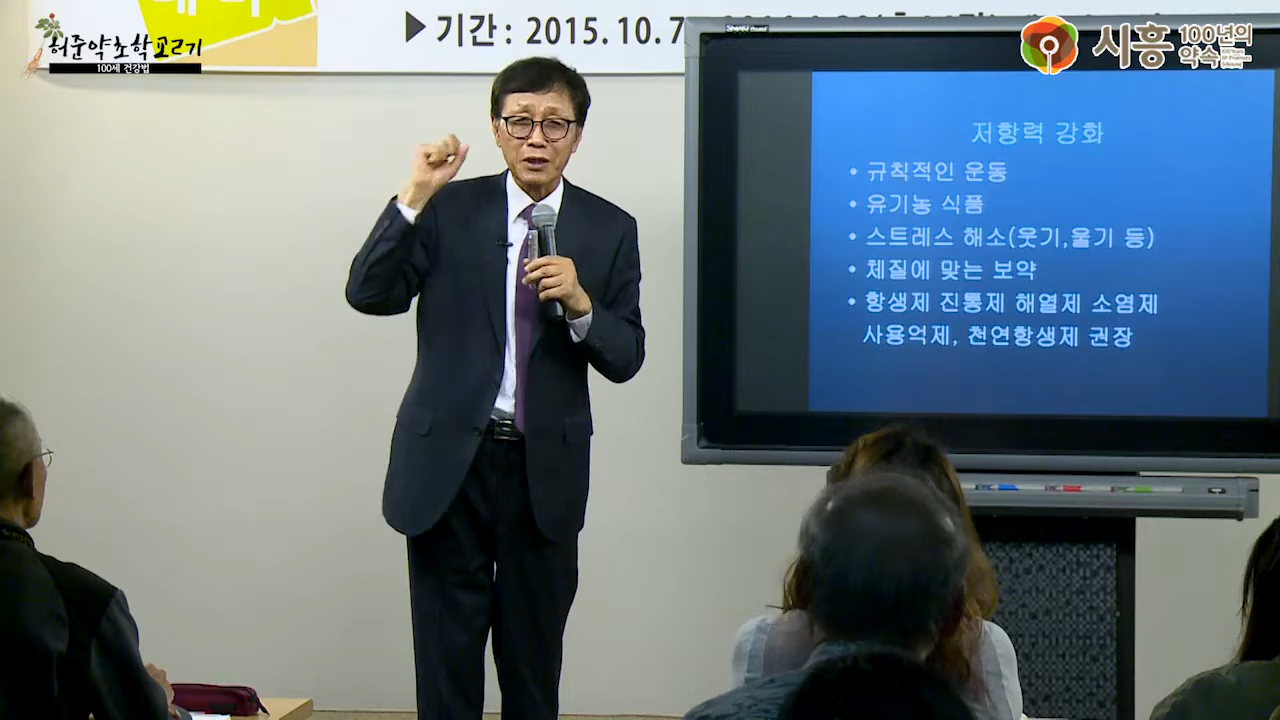 허준약초학교르기
100세 건강법
▶기간 : 2015.10.7
시흥 100년의 약속
저항력 강화
• 규칙적인 운동
• 유기농 식품
• 스트레스 해소(웃기,울기 등)
• 체질에 맞는 보약
• 항생제 진통제 해열제 소염제
사용억제, 천연항생제 권장